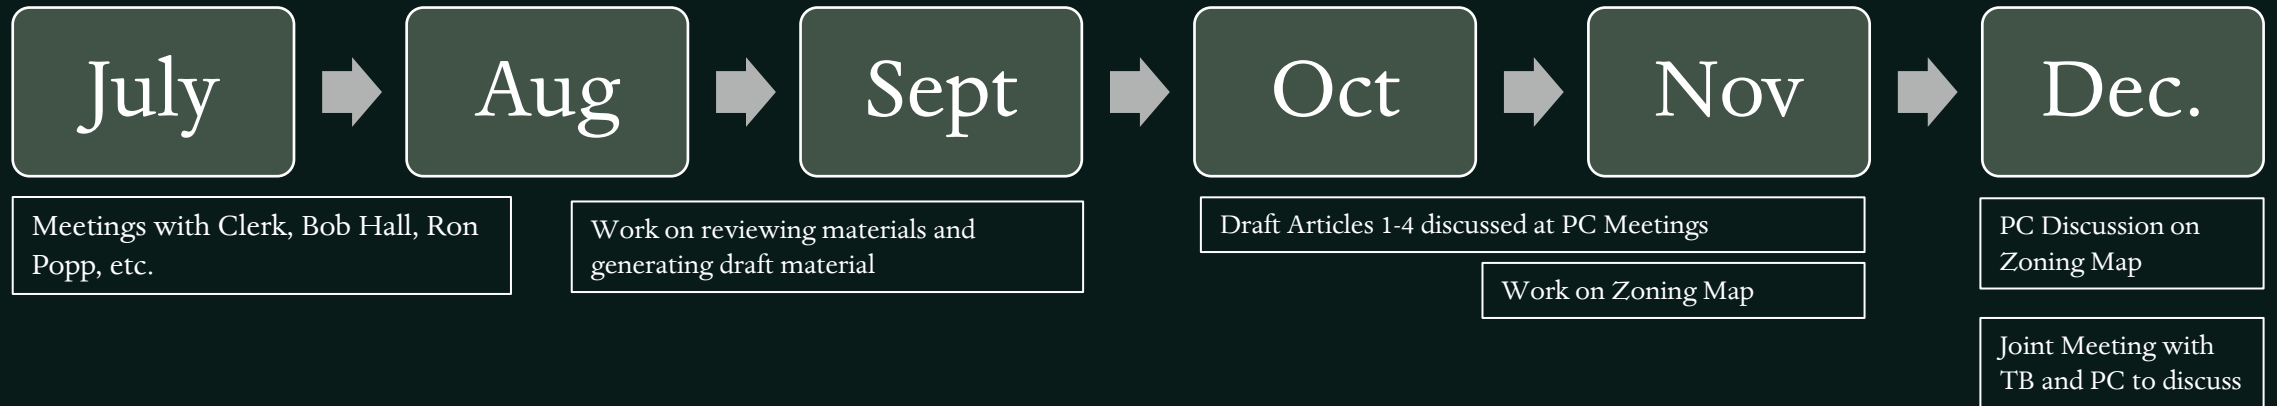 July
Aug
Sept
Oct
Nov
Dec.
Meetings with Clerk, Bob Hall, Ron
Popp, etc.
Work on reviewing materials and
generating draft material
Draft Articles 1-4 discussed at PC Meetings
Work on Zoning Map
PC Discussion on
Zoning Map
Joint Meeting with
TB and PC to discuss